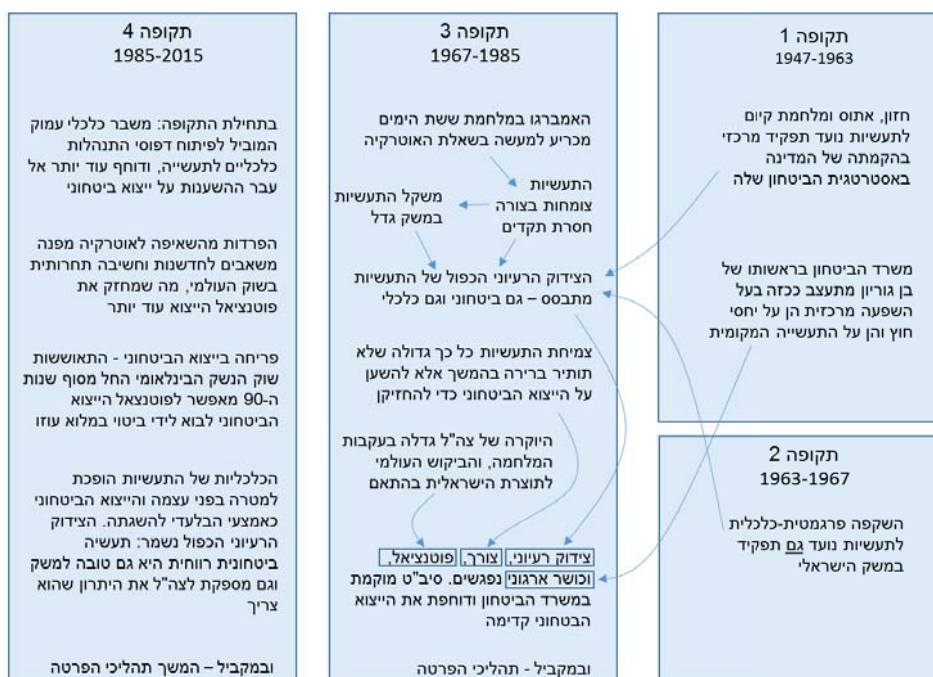 תקופה 1
1947-1963
חזון, אתוס ומלחמת קיום
לתעשיות נועד תפקיד מרכזי
בהקמתה של המדינה
באסטרטגית הביטחון שלה
משרד הביטחון בראשותו של
בן גוריון מתעצב ככזה בעל
השפעה מרכזית הן על יחסי
חוץ והן על התעשייה המקומית
תקופה 2
1963-1967
השקפה פרגמטית-כלכלית
לתעשיות נועד גם תפקיד
במשק הישראלי
תקופה 3
1967-1985
האמברגו במלחמת ששת הימים
מכריע למעשה בשאלת האוטרקיה
התעשיות
צומחות בצורה
חסרת תקדים
משקל התעשיות
במשק גדל
הצידוק הרעיוני הכפול של התעשיות
מתבסס – גם ביטחוני וגם כלכלי
צמיחת התעשיות כל כך גדולה שלא
תותיר ברירה בהמשך אלא להשען
על הייצוא הביטחוני כדי להחזיקן
היוקרה של צה"ל גדלה בעקבות
המלחמה, והביקוש העולמי
לתוצרת הישראלית בהתאם
צידוק רעיוני, צורך, פוטנציאל,
וכושר ארגוני נפגשים. סיב"ט מוקמת
במשרד הביטחון ודוחפת את הייצוא
הבטחוני קדימה
ובמקביל - תהליכי הפרטה
תקופה 4
1985-2015
בתחילת התקופה: משבר כלכלי עמוק
המוביל לפיתוח דפוסי התנהלות
כלכליים לתעשייה, ודוחף עוד יותר אל
עבר ההשענות על ייצוא ביטחוני
הפרדות מהשאיפה לאוטרקיה מפנה
משאבים לחדשנות וחשיבה תחרותית
בשוק העולמי, מה שמחזק את
פוטנציאל הייצוא עוד יותר
פריחה בייצוא הביטחוני - התאוששות
שוק הנשק הבינלאומי החל מסוף שנות
ה-90 מאפשר לפוטנצאל הייצוא
הביטחוני לבוא לידי ביטוי במלוא עוזו
הכלכליות של התעשיות הופכת
למטרה בפני עצמה והייצוא הביטחוני
כאמצעי הבלעדי להשגתה. הצידוק
הרעיוני הכפול נשמר: תעשיה
ביטחונית רווחית היא גם טובה למשק
וגם מספקת לצה"ל את היתרון שהוא
צריך
ובמקביל – המשך תהליכי הפרטה